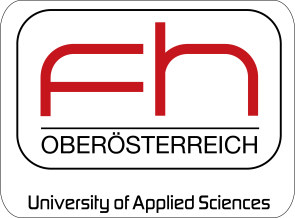 fh
OBERÖSTERREICH
University of Applied Sciences